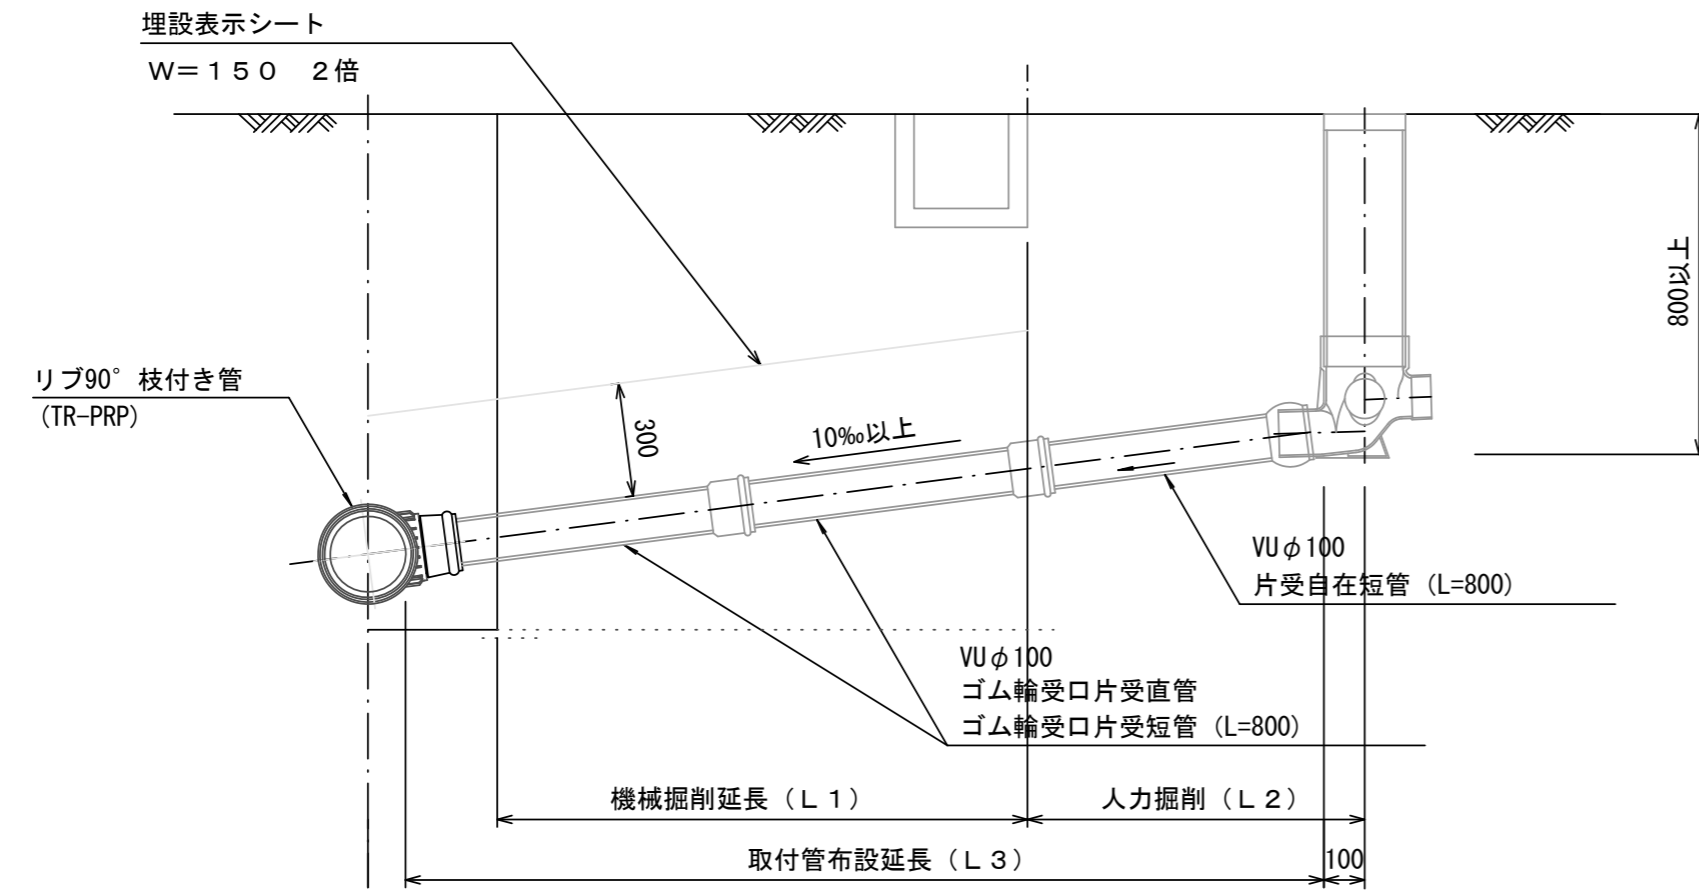 埋設表示シート
Ｗ＝１５０　２倍
800以上
リブ90°枝付き管
(TR-PRP)
300
10‰以上
VUφ100
片受自在短管 (L=800)
VUφ100
ゴム輪受口片受直管
ゴム輪受口片受短管 (L=800)
機械掘削延長（Ｌ１）
人力掘削（Ｌ２）
取付管布設延長（Ｌ３）
100